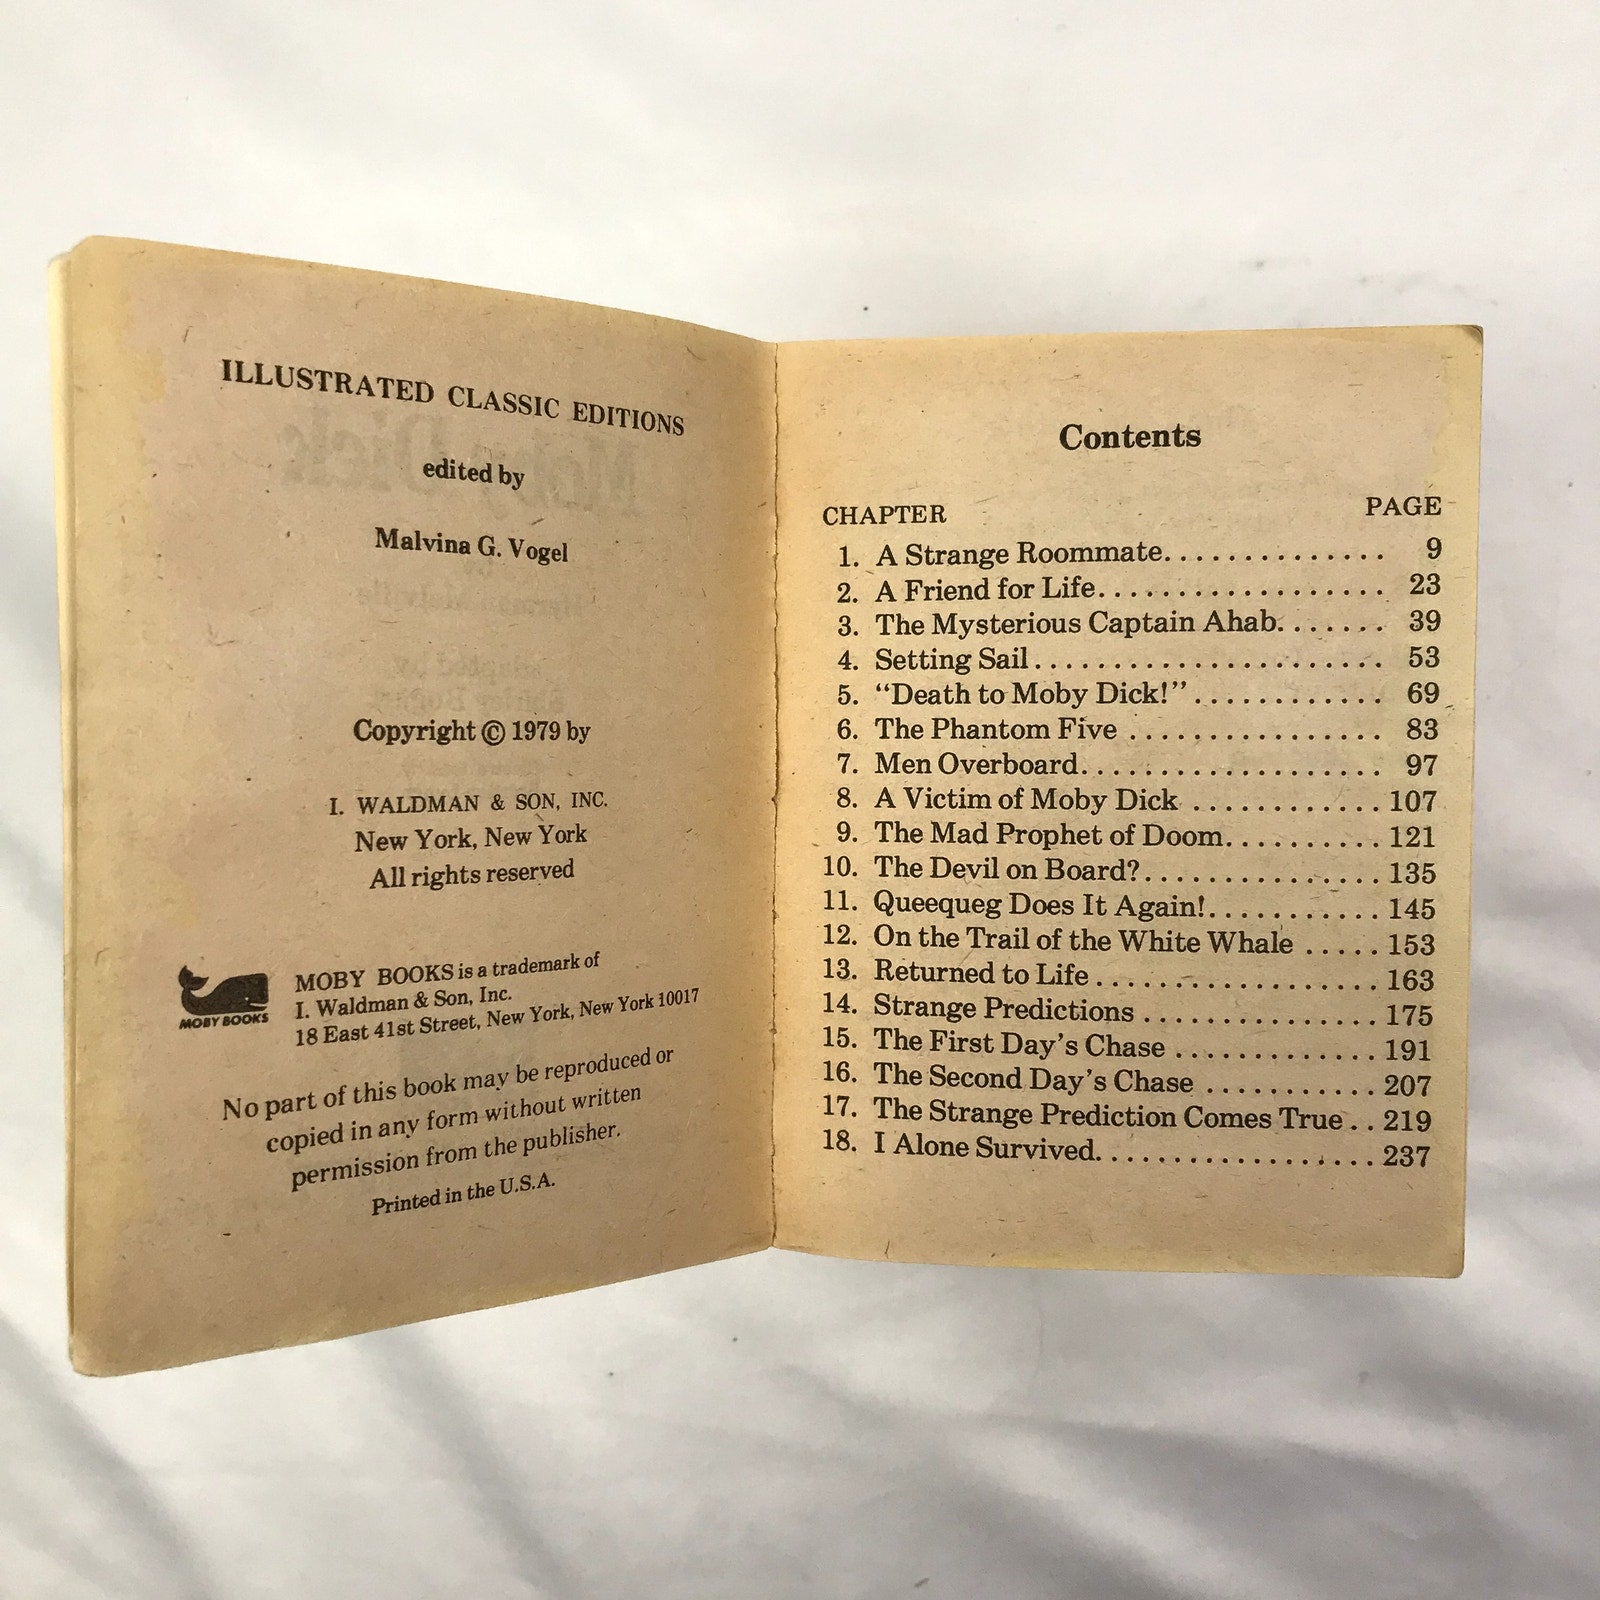 ILLUSTRATED CLASSIC EDITIONS
edited by
Malvina G. Vogel
Copyright © 1979 by
I. WALDMAN & SON, INC.
New York, New York
All rights reserved
MOBY BOOKS
MOBY BOOKS is a trademark of
I. Waldman & Son, Inc.
18 East 41st Street, New York, New York 10017
No part of this book may be reproduced or
copied in any form without written
permission from the publisher.
Printed in the U.S.A.
Contents
CHAPTER PAGE
1. A Strange Roommate. . . . . . . . . . . . . . 9
2. A Friend for Life. . . . . . . . . . . . . . . . . . 23
3. The Mysterious Captain Ahab. . . . . . . 39
4. Setting Sail . . . . . . . . . . . . . . . . . . . . . . 53
5. “Death to Moby Dick!” . . . . . . . . . . . . 69
6. The Phantom Five . . . . . . . . . . . . . . . . 83
7. Men Overboard. . . . . . . . . . . . . . . . . . . 97
8. A Victim of Moby Dick . . . . . . . . . . . . 107
9. The Mad Prophet of Doom. . . . . . . . . . 121
10. The Devil on Board?. . . . . . . . . . . . . . . 135
11. Queequeg Does It Again!. . . . . . . . . . . 145
12. On the Trail of the White Whale . . . . . 153
13. Returned to Life . . . . . . . . . . . . . . . . . . 163
14. Strange Predictions . . . . . . . . . . . . . . . 175
15. The First Day’s Chase . . . . . . . . . . . . . 191
16. The Second Day’s Chase . . . . . . . . . . . 207
17. The Strange Prediction Comes True . . 219
18. I Alone Survived. . . . . . . . . . . . . . . . . . 237